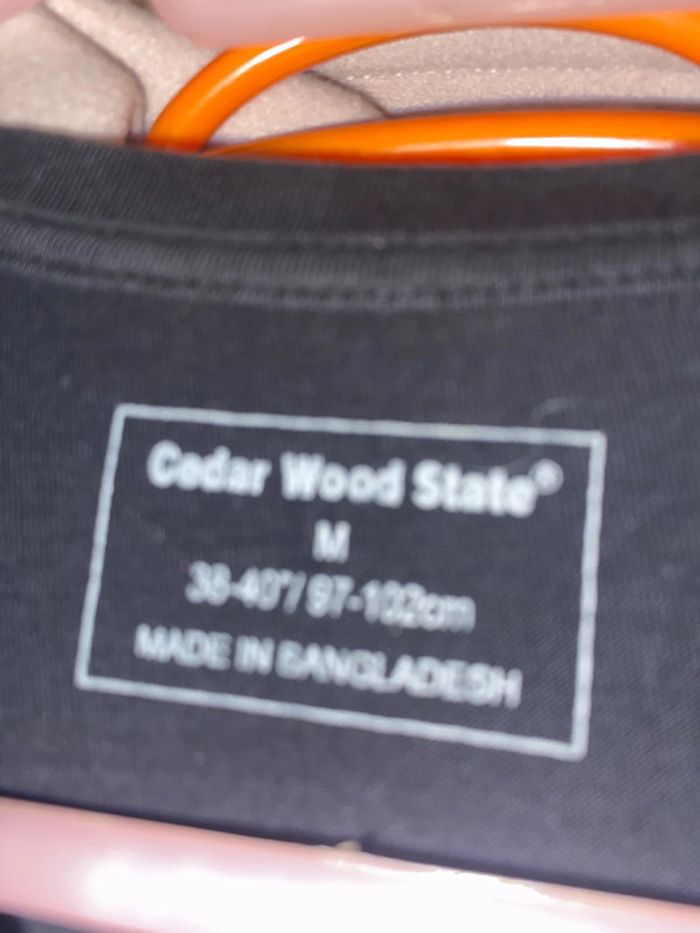 Cedar Wood State®
M
38-40"/ 97-102cm
MADE IN BANGLADESH